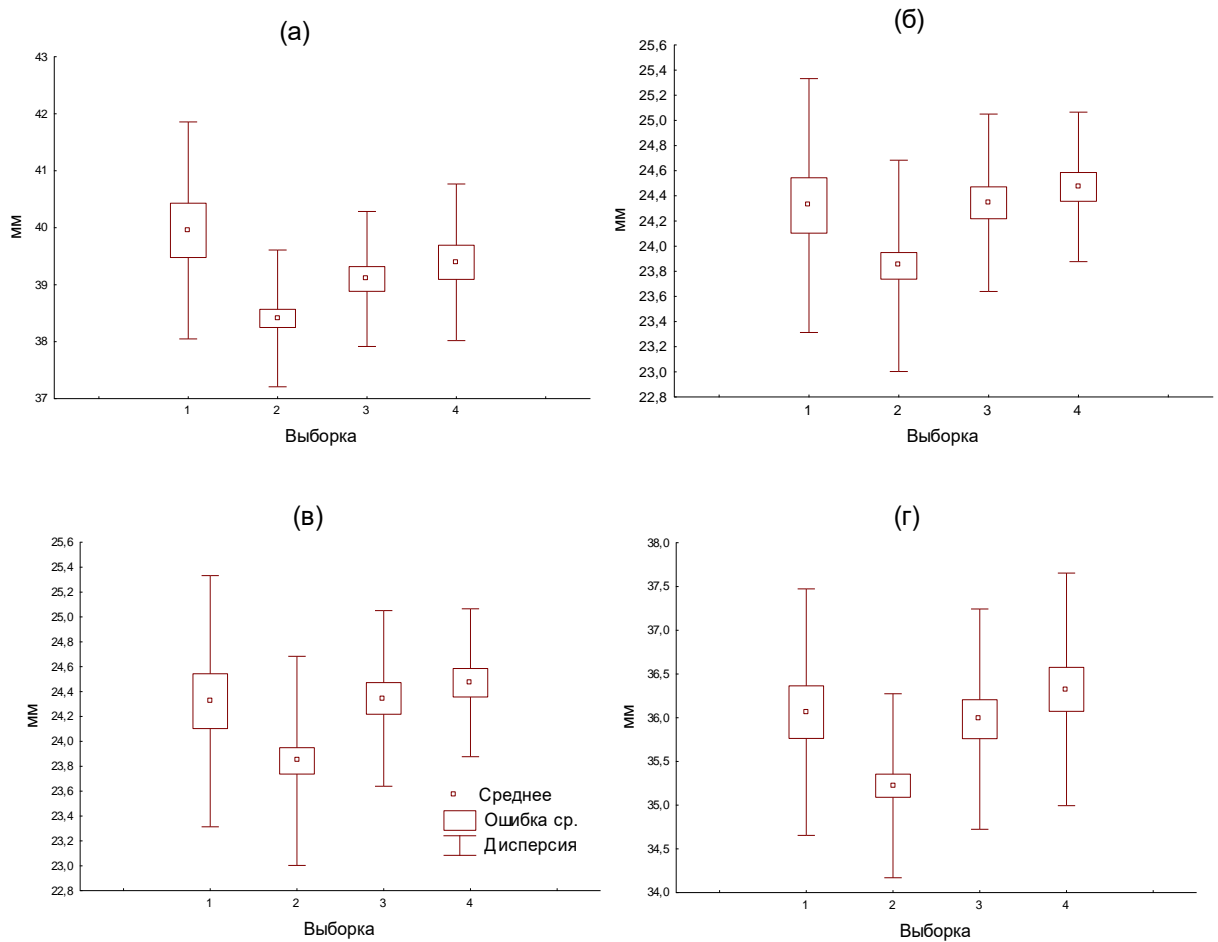 (а)
43
42
41
40
39
38
37
мм
1 2 3 4
Выборка
(б)
25,6
25,4
25,2
25,0
24,8
24,6
24,4
24,2
24,0
23,8
23,6
23,4
23,2
23,0
22,8
мм
1 2 3 4
Выборка
(в)
25,6
25,4
25,2
25,0
24,8
24,6
24,4
24,2
24,0
23,8
23,6
23,4
23,2
23,0
22,8
мм
Среднее
Ошибка ср.
Дисперсия
1 2 3 4
Выборка
(г)
38,0
37,5
37,0
36,5
36,0
35,5
35,0
34,5
34,0
мм
1 2 3 4
Выборка